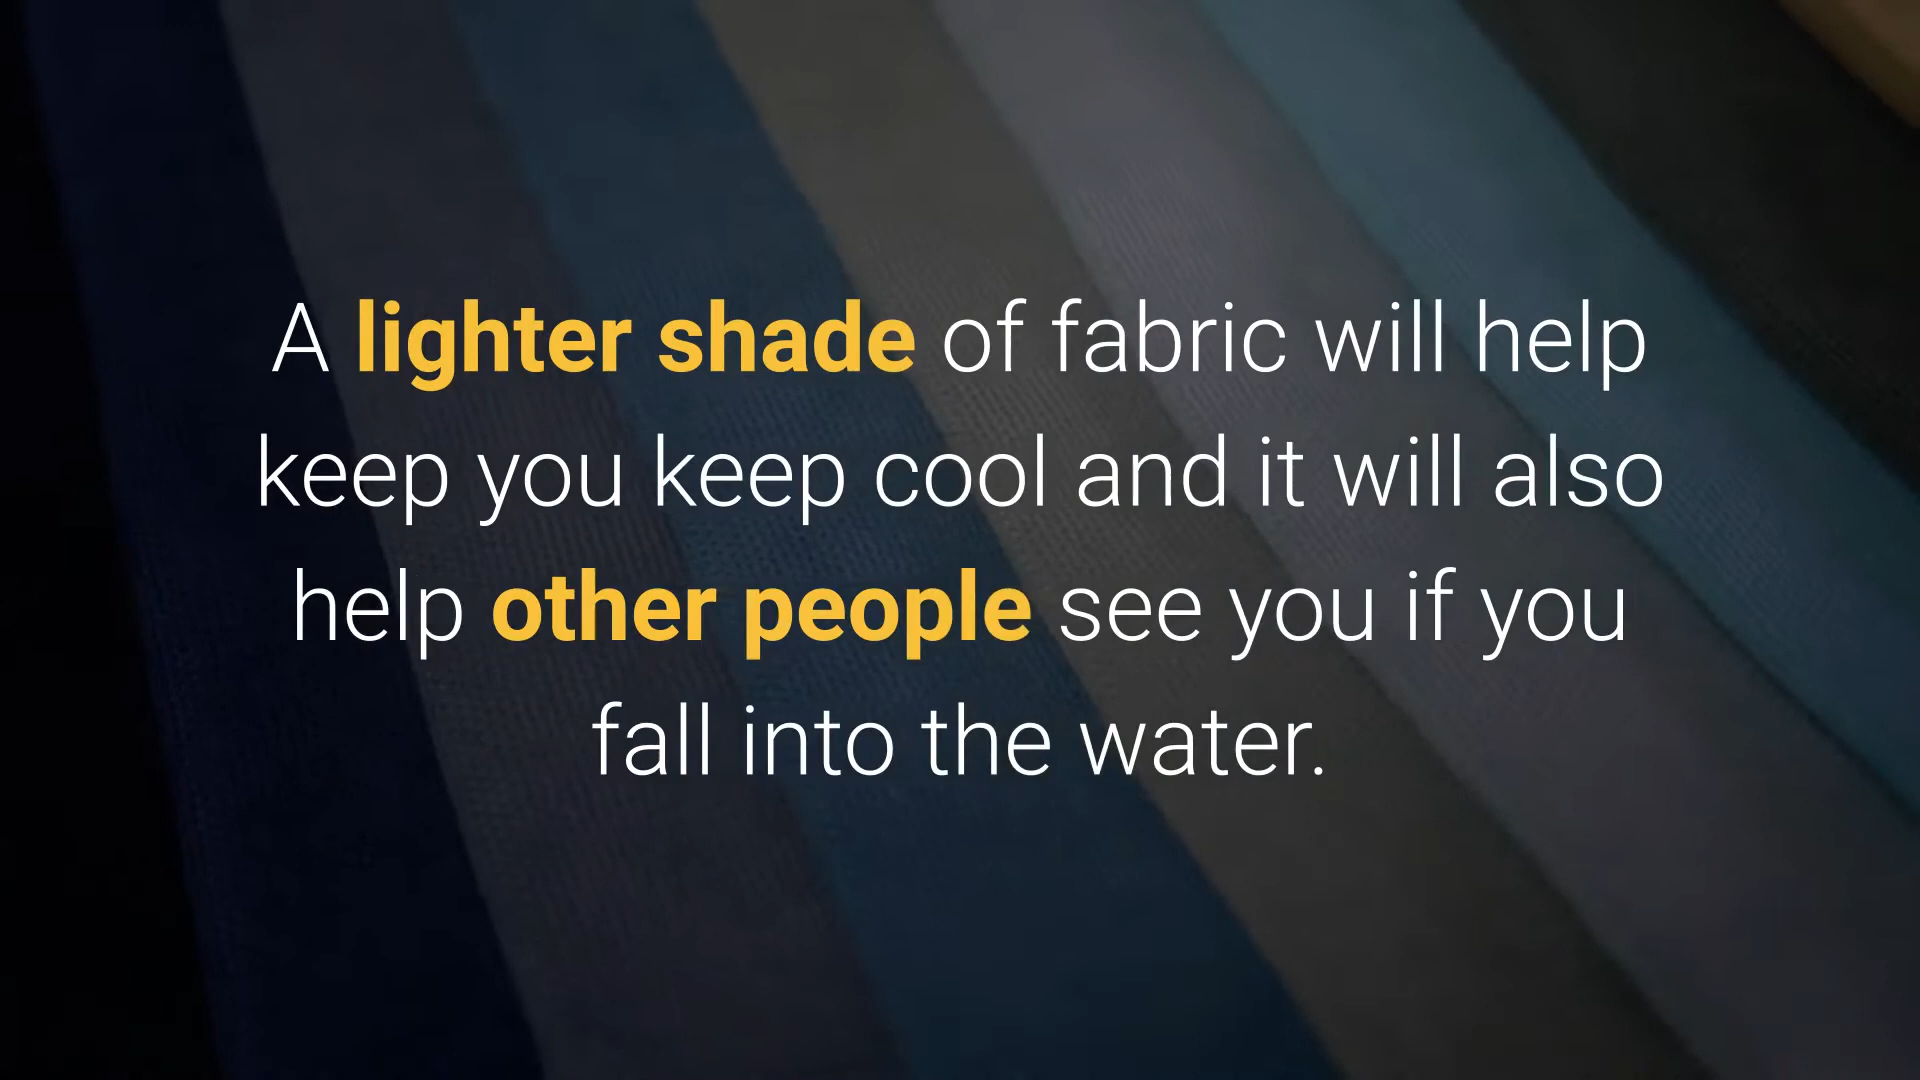 A lighter shade of fabric will help
keep you keep cool and it will also
help other people see you if you
fall into the water.